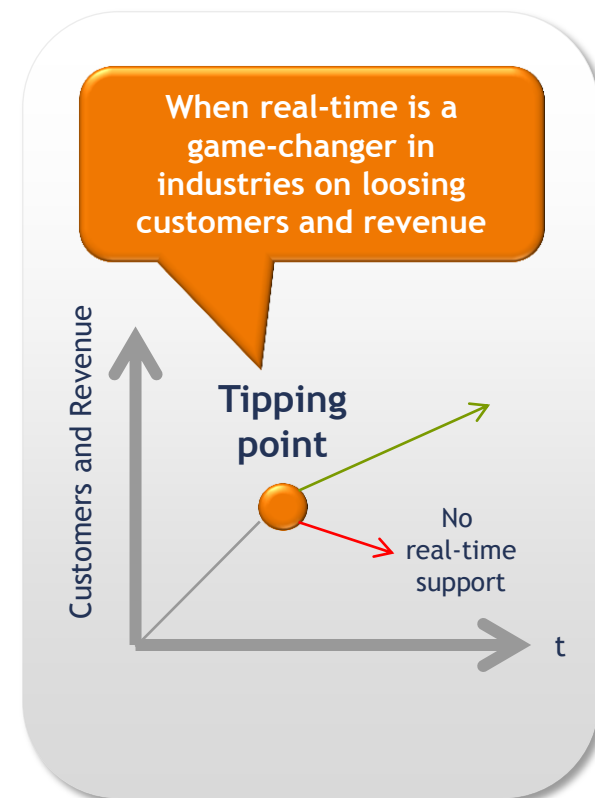 When real-time is a
game-changer in
industries on loosing
customers and revenue
Customers and Revenue
Tipping
point
No
real-time
support
t